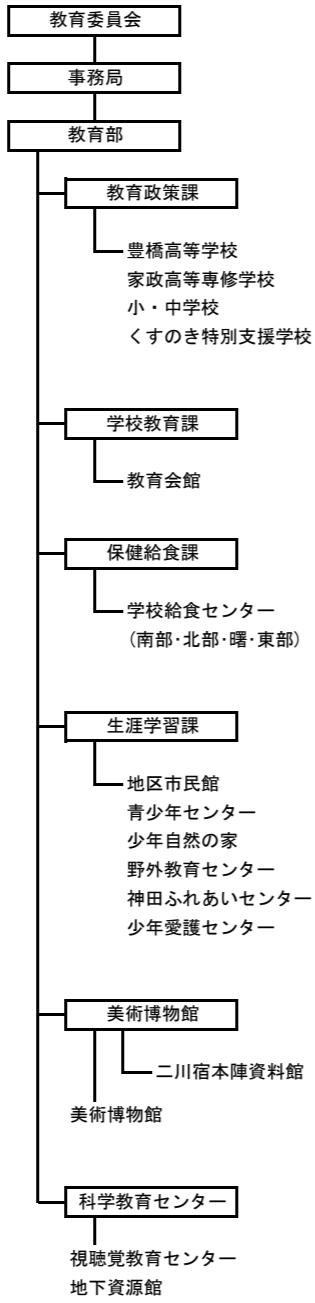 教育委員会
事務局
教育部
教育政策課
豊橋高等学校
家政高等専修学校
小・中学校
くすのき特別支援学校
学校教育課
教育会館
保健給食課
学校給食センター
（南部･北部･曙･東部）
生涯学習課
地区市民館
青少年センター
少年自然の家
野外教育センター
神田ふれあいセンター
少年愛護センター
美術博物館
二川宿本陣資料館
美術博物館
科学教育センター
視聴覚教育センター
地下資源館